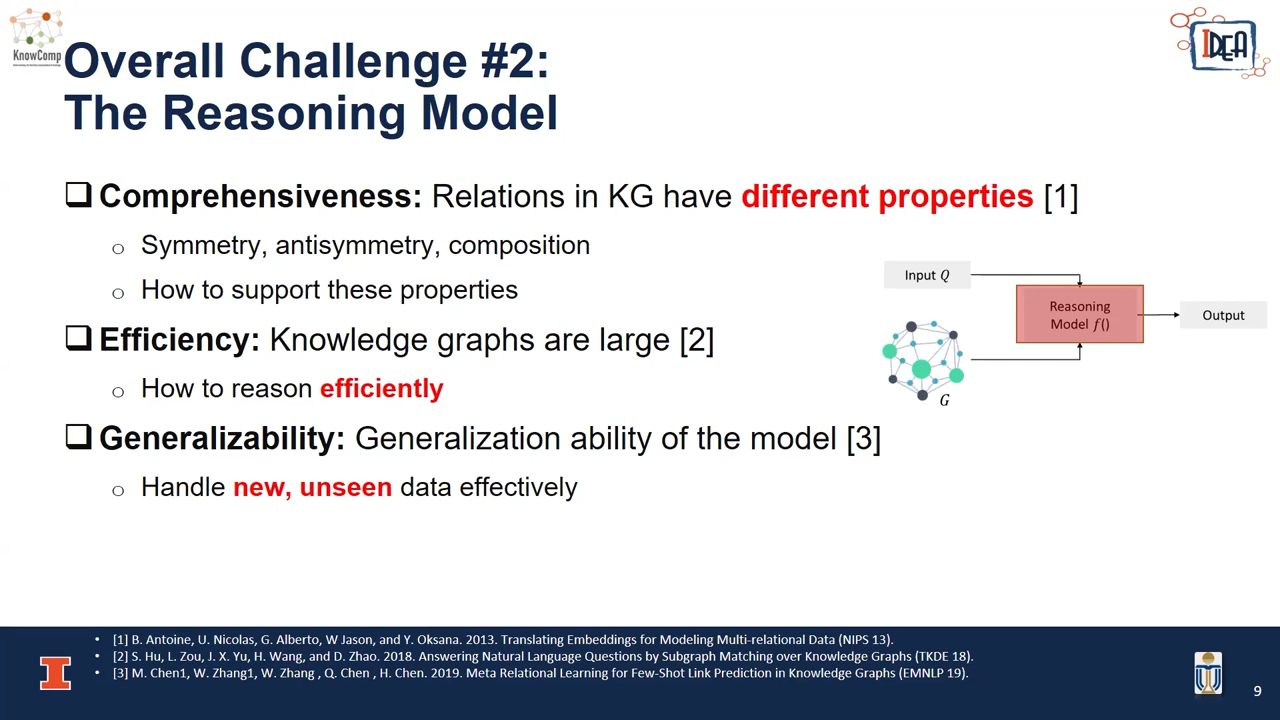 KnowComp
IDEA
Overall Challenge #2:
The Reasoning Model
Comprehensiveness: Relations in KG have different properties [1]
Symmetry, antisymmetry, composition
How to support these properties
Efficiency: Knowledge graphs are large [2]
How to reason efficiently
Generalizability: Generalization ability of the model [3]
Handle new, unseen data effectively
Input Q
Reasoning
Model f()
Output
G
[1] B. Antoine, U. Nicolas, G. Alberto, W Jason, and Y. Oksana. 2013. Translating Embeddings for Modeling Multi-relational Data (NIPS 13).
[2] S. Hu, L. Zou, J. X. Yu, H. Wang, and D. Zhao. 2018. Answering Natural Language Questions by Subgraph Matching over Knowledge Graphs (TKDE 18).
[3] M. Chen1, W. Zhang1, W. Zhang , Q. Chen , H. Chen. 2019. Meta Relational Learning for Few-Shot Link Prediction in Knowledge Graphs (EMNLP 19).
I
9